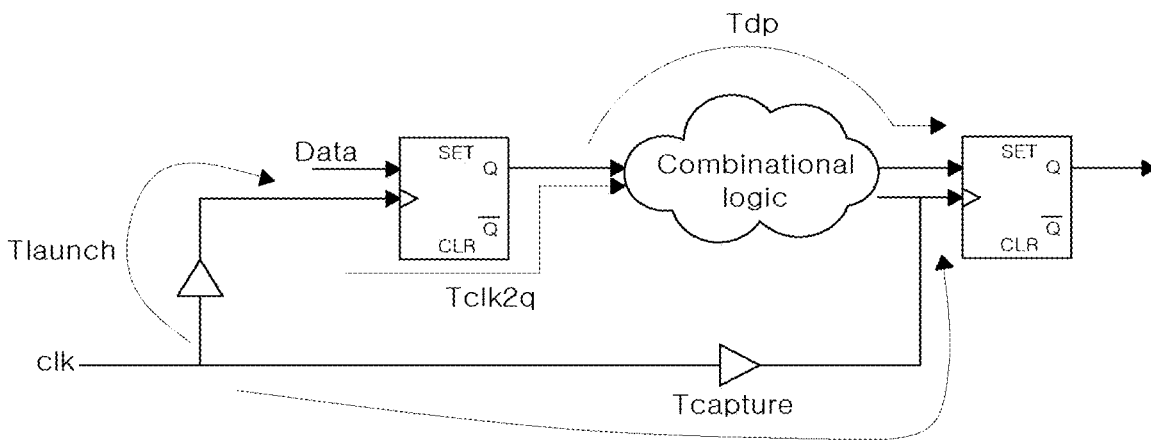 Tdp
Data
SET
Q
Q
CLR
Combinational
logic
SET
Q
Q
CLR
Tlaunch
Tclk2q
clk
Tcapture